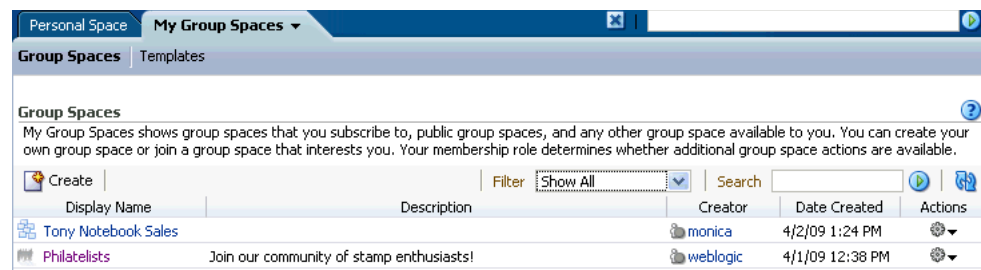 Personal Space My Group Spaces
Group Spaces Templates
Group Spaces
My Group Spaces shows group spaces that you subscribe to, public group spaces, and any other group space available to you. You can create your
own group space or join a group space that interests you. Your membership role determines whether additional group space actions are available.
Create Filter Show All Search
Display Name Description Creator Date Created Actions
Tony Notebook Sales monica 4/2/09 1:24 PM
Philatelists Join our community of stamp enthusiasts! weblogic 4/1/09 12:38 PM